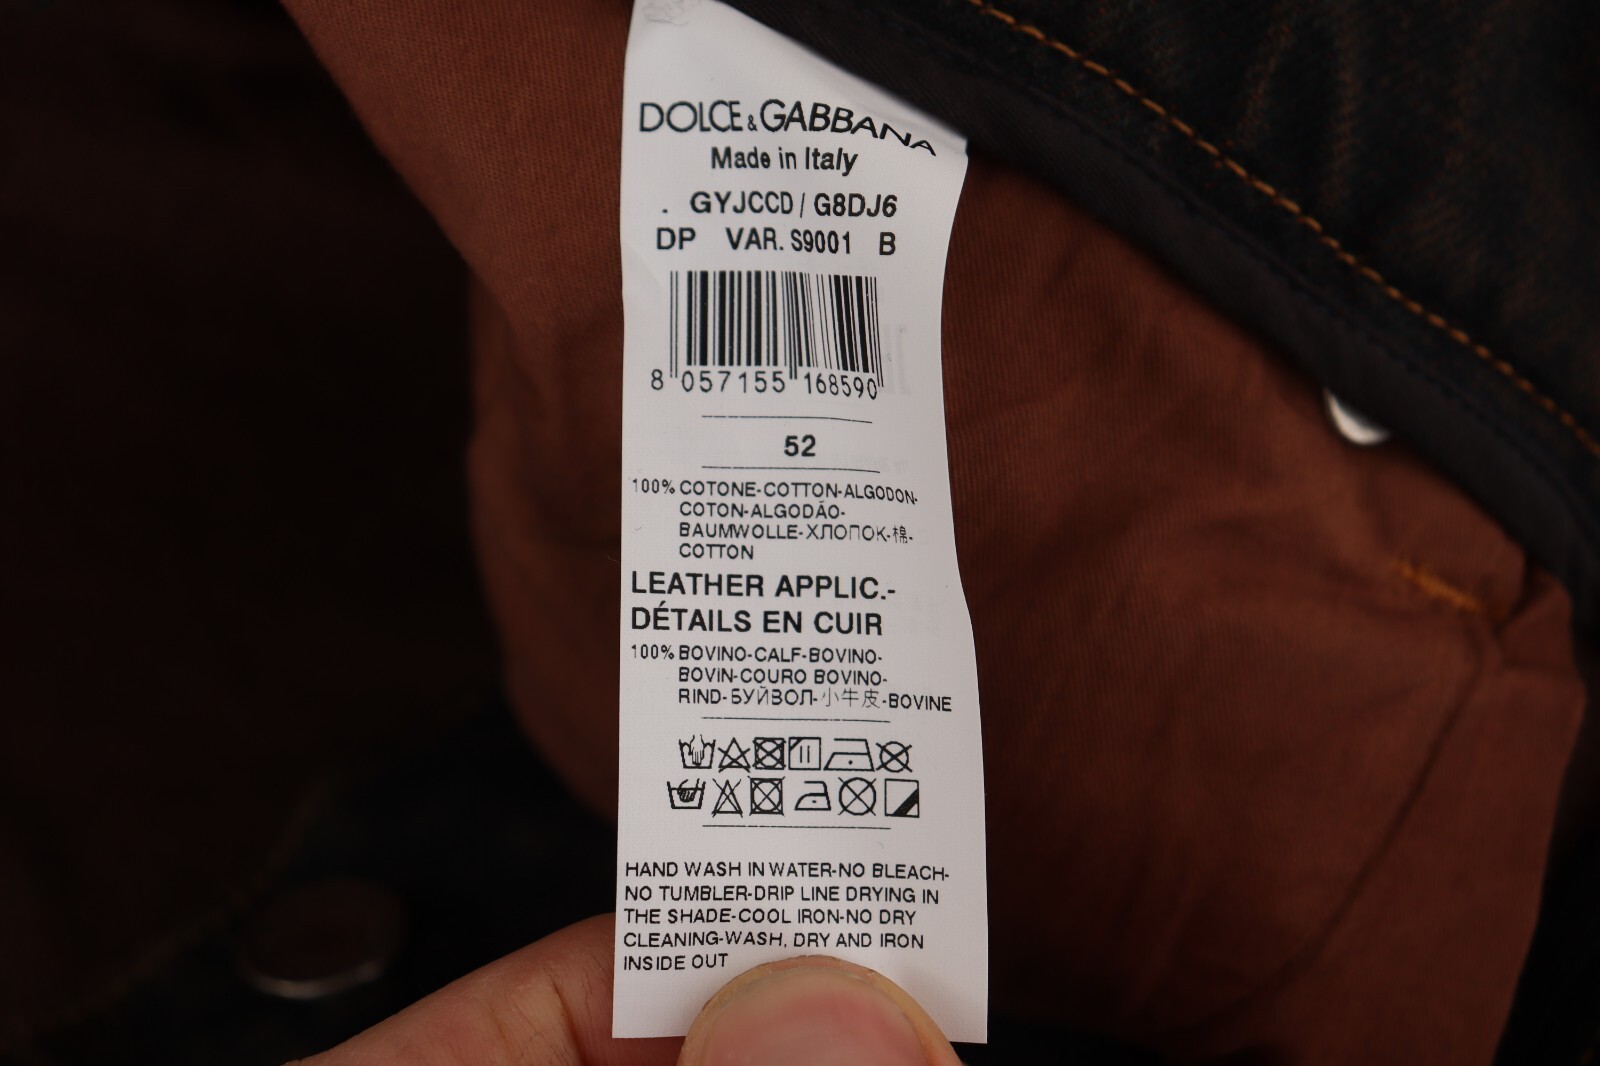 DOLCE&GABBANA
Made in Italy
. GYJCCD / G8DJ6
DP VAR. S9001 B
8 057155 168590
52
100% COTONE-COTTON-ALGODON-
COTON-ALGODÃO-
BAUMWOLLE-ХЛОПОК-棉-
COTTON
LEATHER APPLIC.-
DÉTAILS EN CUIR
100% BOVINO-CALF-BOVINO-
BOVIN-COURO BOVINO-
RIND-БУЙВОЛ-小牛皮-BOVINE
HAND WASH IN WATER-NO BLEACH-
NO TUMBLER-DRIP LINE DRYING IN
THE SHADE-COOL IRON-NO DRY
CLEANING-WASH, DRY AND IRON
INSIDE OUT